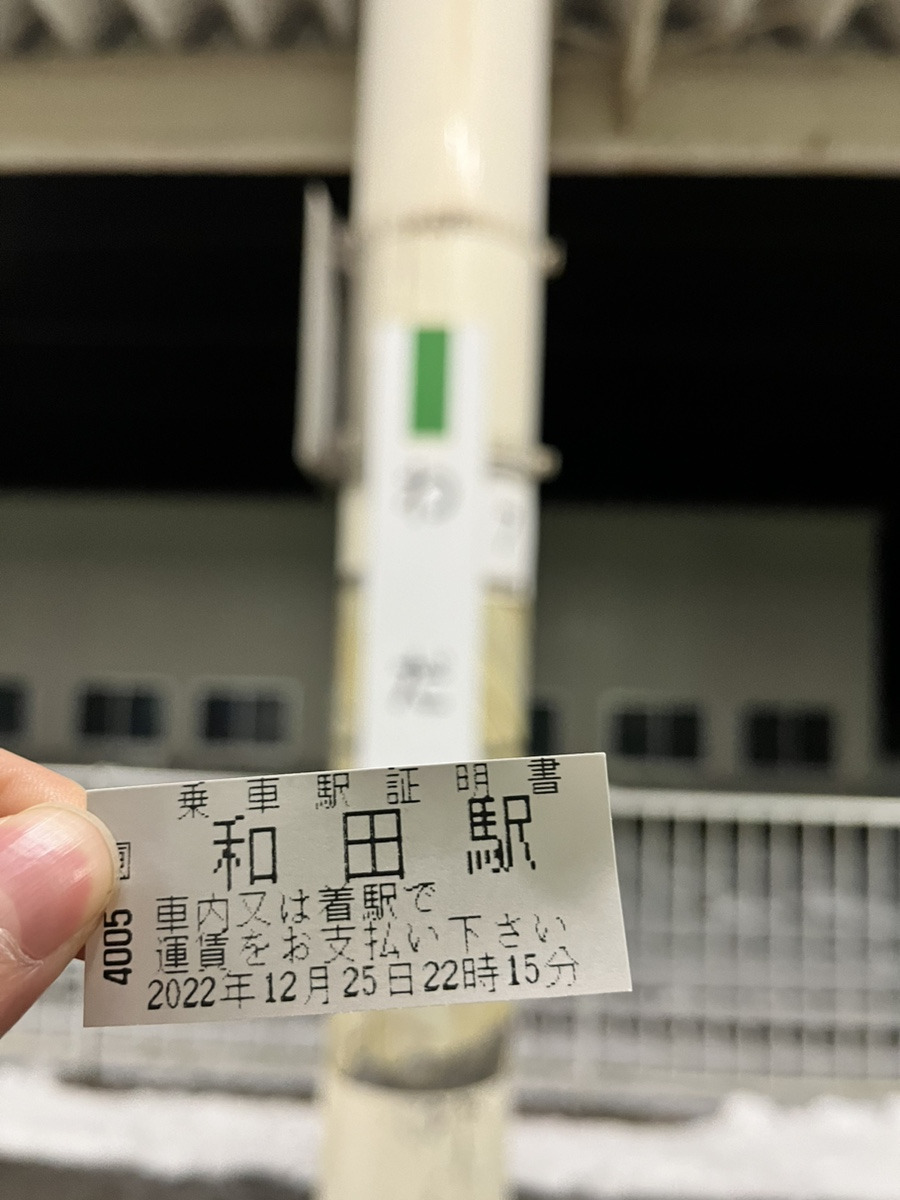 わだ
乗車駅証明書
和田駅
車内又は着駅で
運賃をお支払い下さい
2022年12月25日22時15分
4005